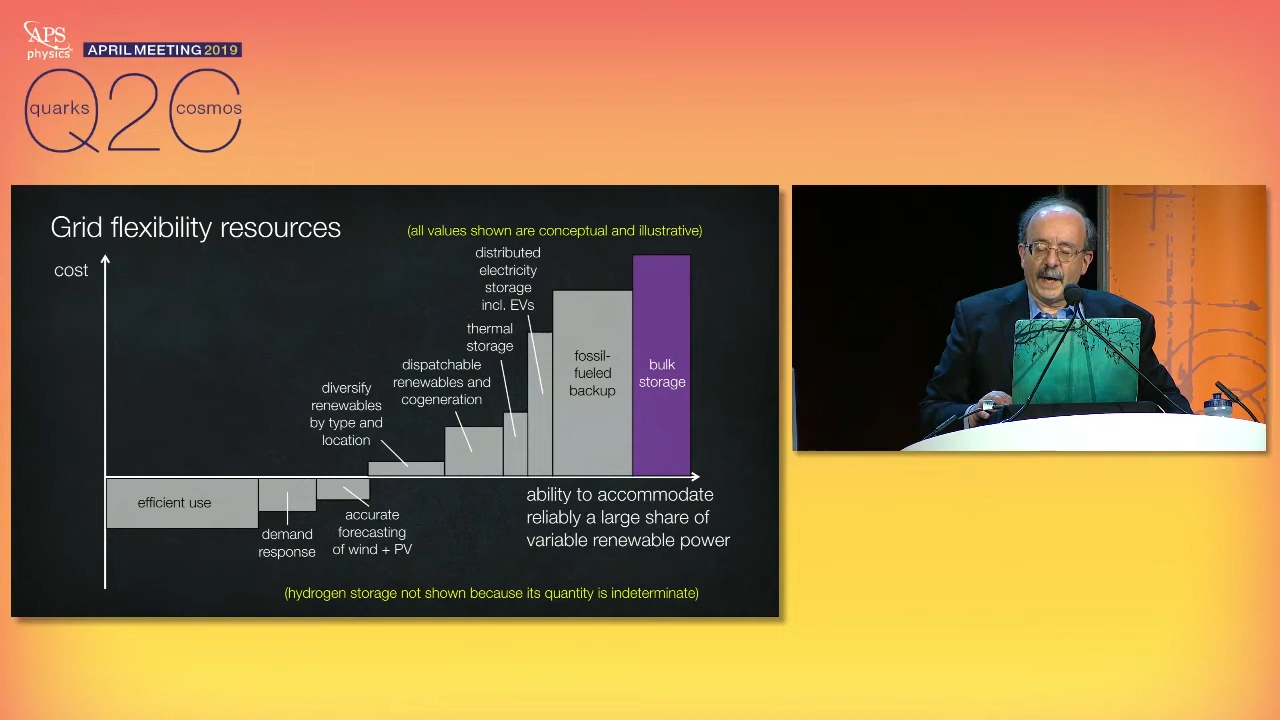 APS
physics
APRIL MEETING 2019
Q2C
quarks
cosmos
Grid flexibility resources
(all values shown are conceptual and illustrative)
cost
distributed
electricity
storage
incl. EVs
thermal
storage
dispatchable
renewables and
cogeneration
diversify
renewables
by type and
location
fossil-
fueled
backup
bulk
storage
efficient use
demand
response
accurate
forecasting
of wind + PV
ability to accommodate
reliably a large share of
variable renewable power
(hydrogen storage not shown because its quantity is indeterminate)